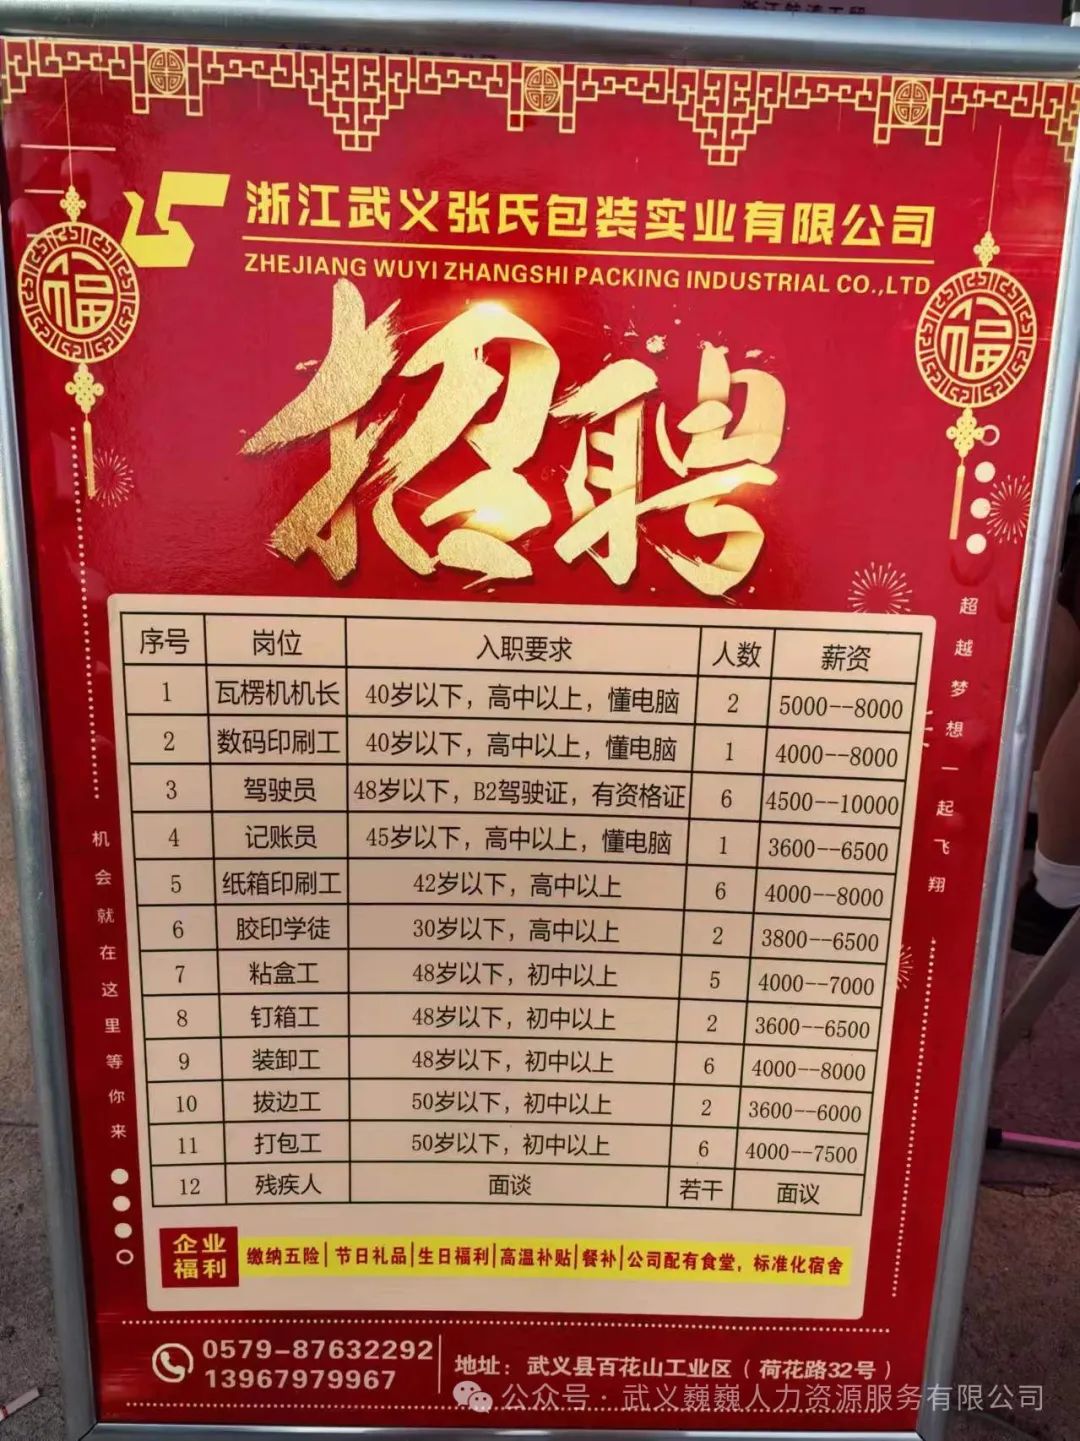 福
福
浙江武义张氏包装实业有限公司
ZHEJIANG WUYI ZHANGSHI PACKING INDUSTRIAL CO.,LTD
招聘
序号 岗位 入职要求 人数 薪资
1 瓦楞机机长 40岁以下，高中以上，懂电脑 2 5000--8000
2 数码印刷工 40岁以下，高中以上，懂电脑 1 4000--8000
3 驾驶员 48岁以下，B2驾驶证，有资格证 6 4500--10000
4 记账员 45岁以下，高中以上，懂电脑 1 3600--6500
5 纸箱印刷工 42岁以下，高中以上 6 4000--8000
6 胶印学徒 30岁以下，高中以上 2 3800--6500
7 粘盒工 48岁以下，初中以上 5 4000--7000
8 钉箱工 48岁以下，初中以上 2 3600--6500
9 装卸工 48岁以下，初中以上 6 4000--8000
10 拔边工 50岁以下，初中以上 2 3600--6000
11 打包工 50岁以下，初中以上 6 4000--7500
12 残疾人 面谈 若干 面议
超越梦想一起飞翔
机会就在这里等你来
企业福利
缴纳五险|节日礼品|生日福利|高温补贴|餐补|公司配有食堂，标准化宿舍
0579-87632292
13967979967
地址：武义县百花山工业区（荷花路32号）
公众号·武义巍巍人力资源服务有限公司